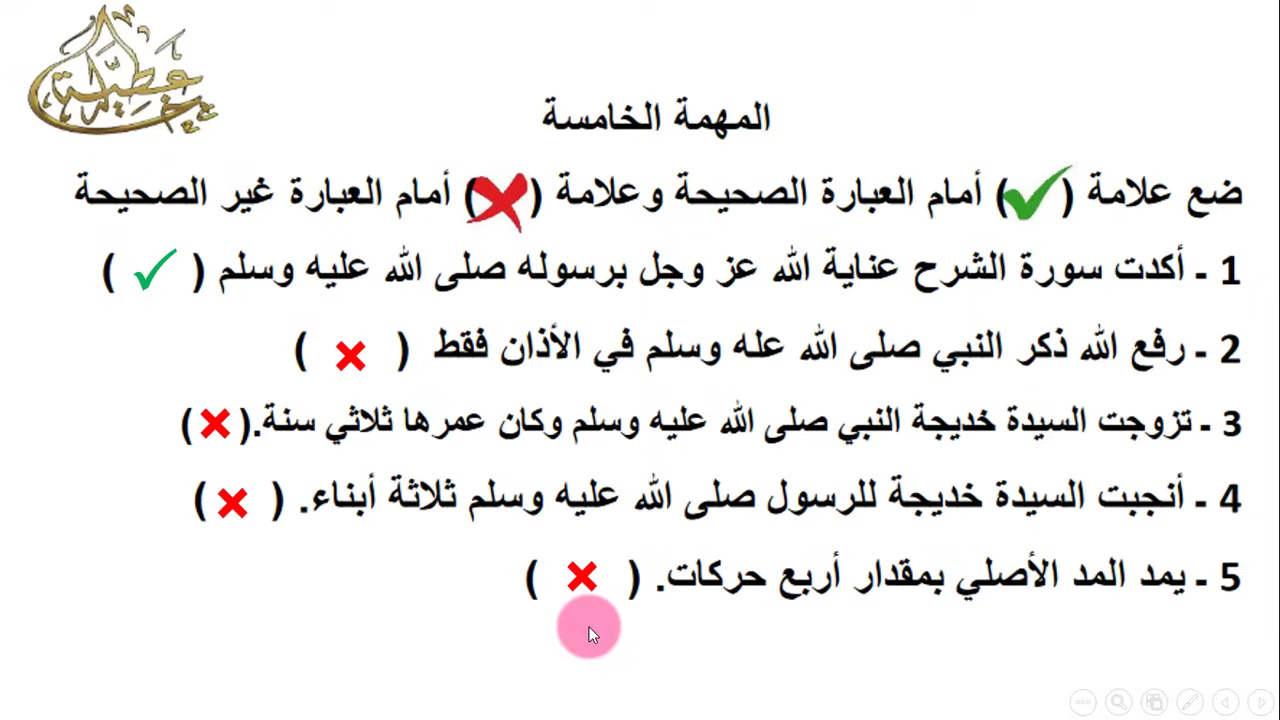 عطية
المهمة الخامسة
ضع علامة (✓) أمام العبارة الصحيحة وعلامة (✗) أمام العبارة غير الصحيحة
1 ـ أكدت سورة الشرح عناية الله عز وجل برسوله صلى الله عليه وسلم ( ✓ )
2 ـ رفع الله ذكر النبي صلى الله عله وسلم في الأذان فقط ( ✗ )
3 ـ تزوجت السيدة خديجة النبي صلى الله عليه وسلم وكان عمرها ثلاثي سنة.(✗)
4 ـ أنجبت السيدة خديجة للرسول صلى الله عليه وسلم ثلاثة أبناء. ( ✗ )
5 ـ يمد المد الأصلي بمقدار أربع حركات. ( ✗ )